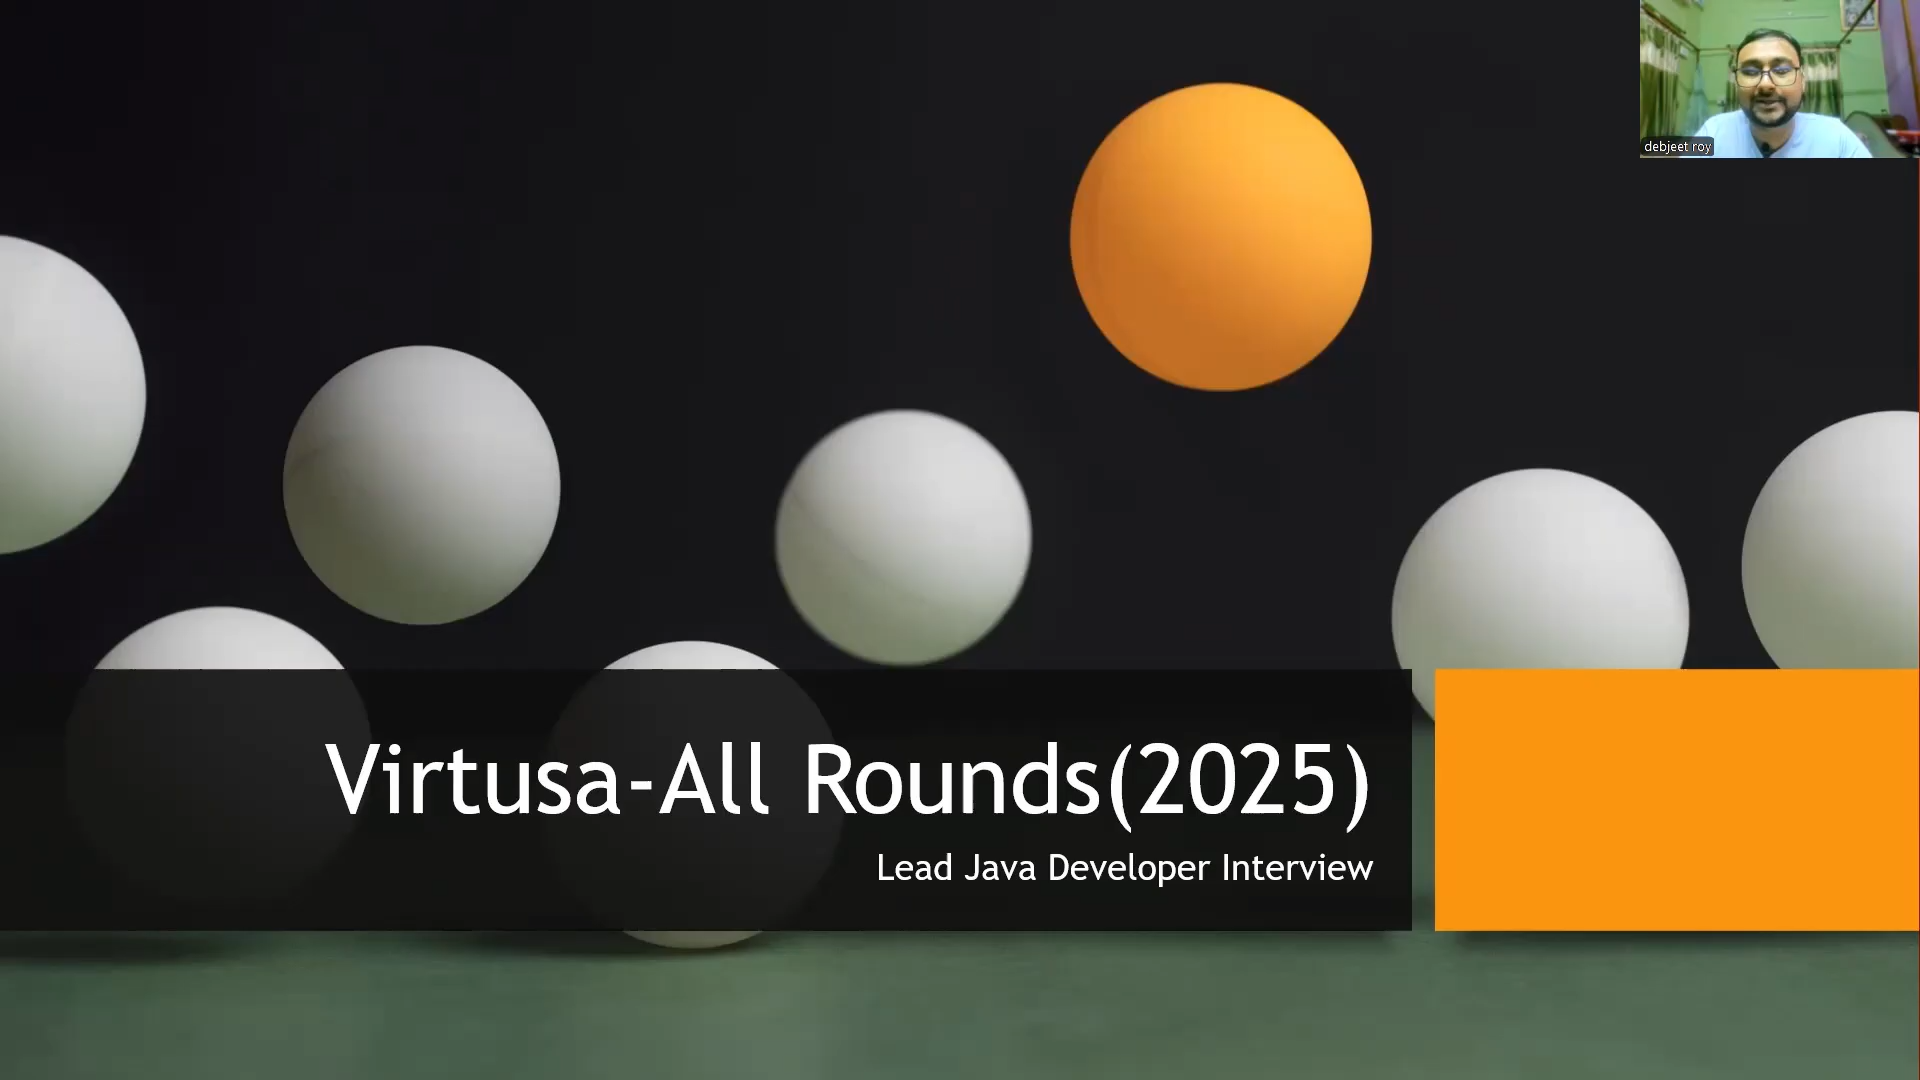 debjeet roy
Virtusa-All Rounds(2025)
Lead Java Developer Interview